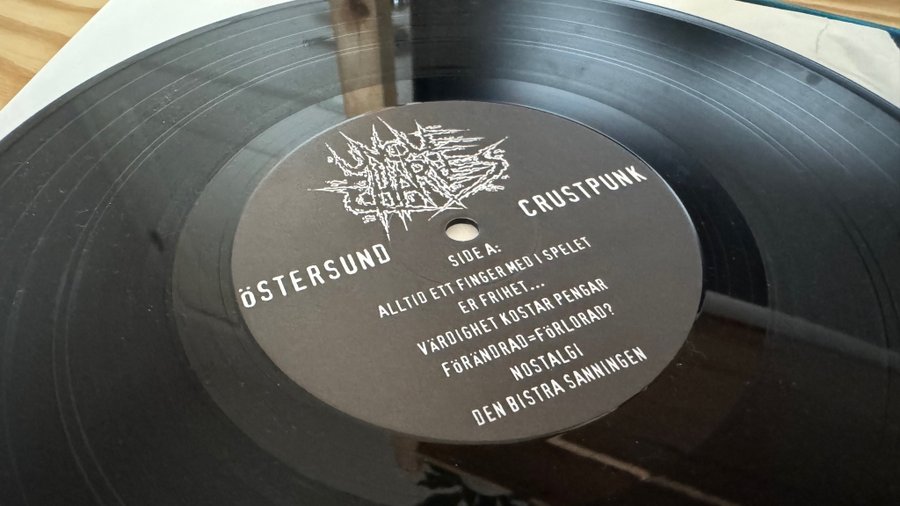 UNCURBED
ÖSTERSUND
CRUSTPUNK
SIDE A:
ALLTID ETT FINGER MED I SPELET
ER FRIHET...
VÄRDIGHET KOSTAR PENGAR
FÖRÄNDRAD=FÖRLORAD?
NOSTALGI
DEN BISTRA SANNINGEN